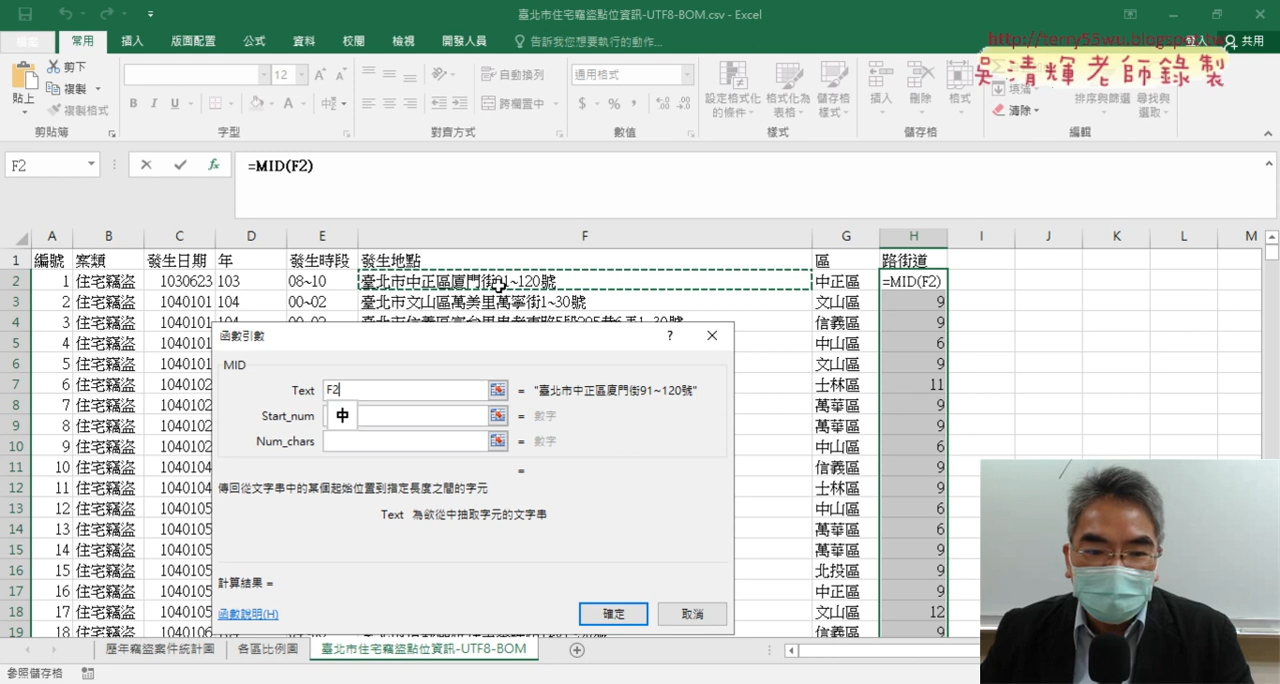 臺北市住宅竊盜點位資訊-UTF8-BOM.csv - Excel
常用 插入 版面配置 公式 資料 校閱 檢視 開發人員 告訴我您想要執行的動作... 登入 共用
http://terry55wu.blogspot.tw
吳清輝老師錄製
剪下
複製
複製格式
貼上
12
自動換列
跨欄置中
通用格式
設定格式化的條件 格式化為表格 儲存格樣式
插入 刪除 格式
填滿
清除
排序與篩選 尋找與選取
剪貼簿 字型 對齊方式 數值 樣式 儲存格 編輯
F2 =MID(F2)
A B C D E F G H I J K L M
1 編號 案類 發生日期 年 發生時段 發生地點 區 路街道
2 1 住宅竊盜 1030623 103 08~10 臺北市中正區廈門街91~120號 中正區 =MID(F2)
3 2 住宅竊盜 1040101 104 00~02 臺北市文山區萬美里萬寧街1~30號 文山區 9
4 3 住宅竊盜 1040101 104 00~02 信義區 9
5 4 住宅竊盜 1040101 中山區 6
6 5 住宅竊盜 1040101 文山區 9
7 6 住宅竊盜 1040102 士林區 11
8 7 住宅竊盜 1040102 萬華區 9
9 8 住宅竊盜 1040102 萬華區 9
10 9 住宅竊盜 1040102 中山區 6
11 10 住宅竊盜 1040104 信義區 9
12 11 住宅竊盜 1040104 士林區 9
13 12 住宅竊盜 1040105 中山區 6
14 13 住宅竊盜 1040105 萬華區 9
15 14 住宅竊盜 1040105 萬華區 9
16 15 住宅竊盜 1040105 北投區 9
17 16 住宅竊盜 1040105 中正區 9
18 17 住宅竊盜 1040105 文山區 12
19 18 住宅竊盜 1040106 信義區 9
函數引數 ?
MID
Text F2 = "臺北市中正區廈門街91~120號"
Start_num 中 = 數字
Num_chars = 數字
=
傳回從文字串中的某個起始位置到指定長度之間的字元
Text 為欲從中抽取字元的文字串
計算結果 =
函數說明(H)
確定 取消
歷年竊盜案件統計圖 各區比例圖 臺北市住宅竊盜點位資訊-UTF8-BOM
參照儲存格